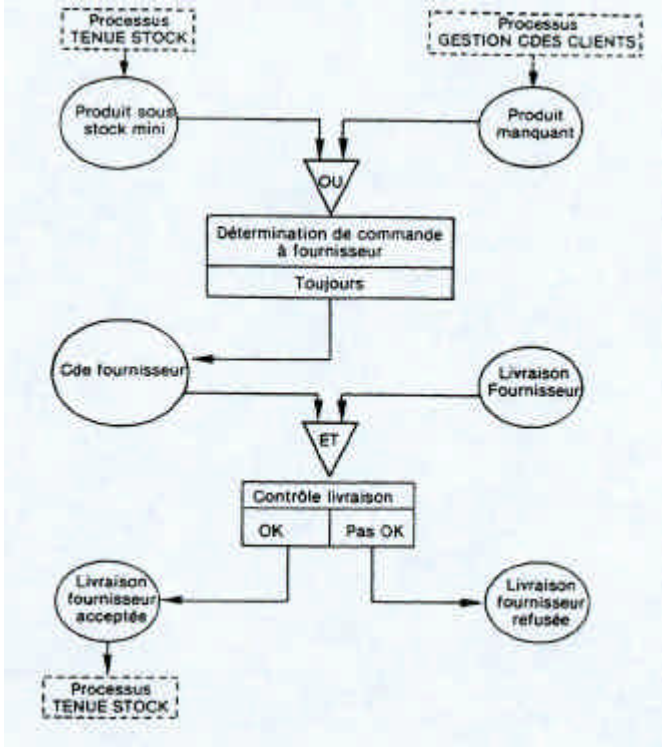 Processus
TENUE STOCK
Processus
GESTION CDES CLIENTS
Produit sous
stock mini
Produit
manquant
OU
Détermination de commande
à fournisseur
Toujours
Cde fournisseur
Livraison
Fournisseur
ET
Contrôle livraison
OK
Pas OK
Livraison
fournisseur
acceptée
Livraison
fournisseur
refusée
Processus
TENUE STOCK